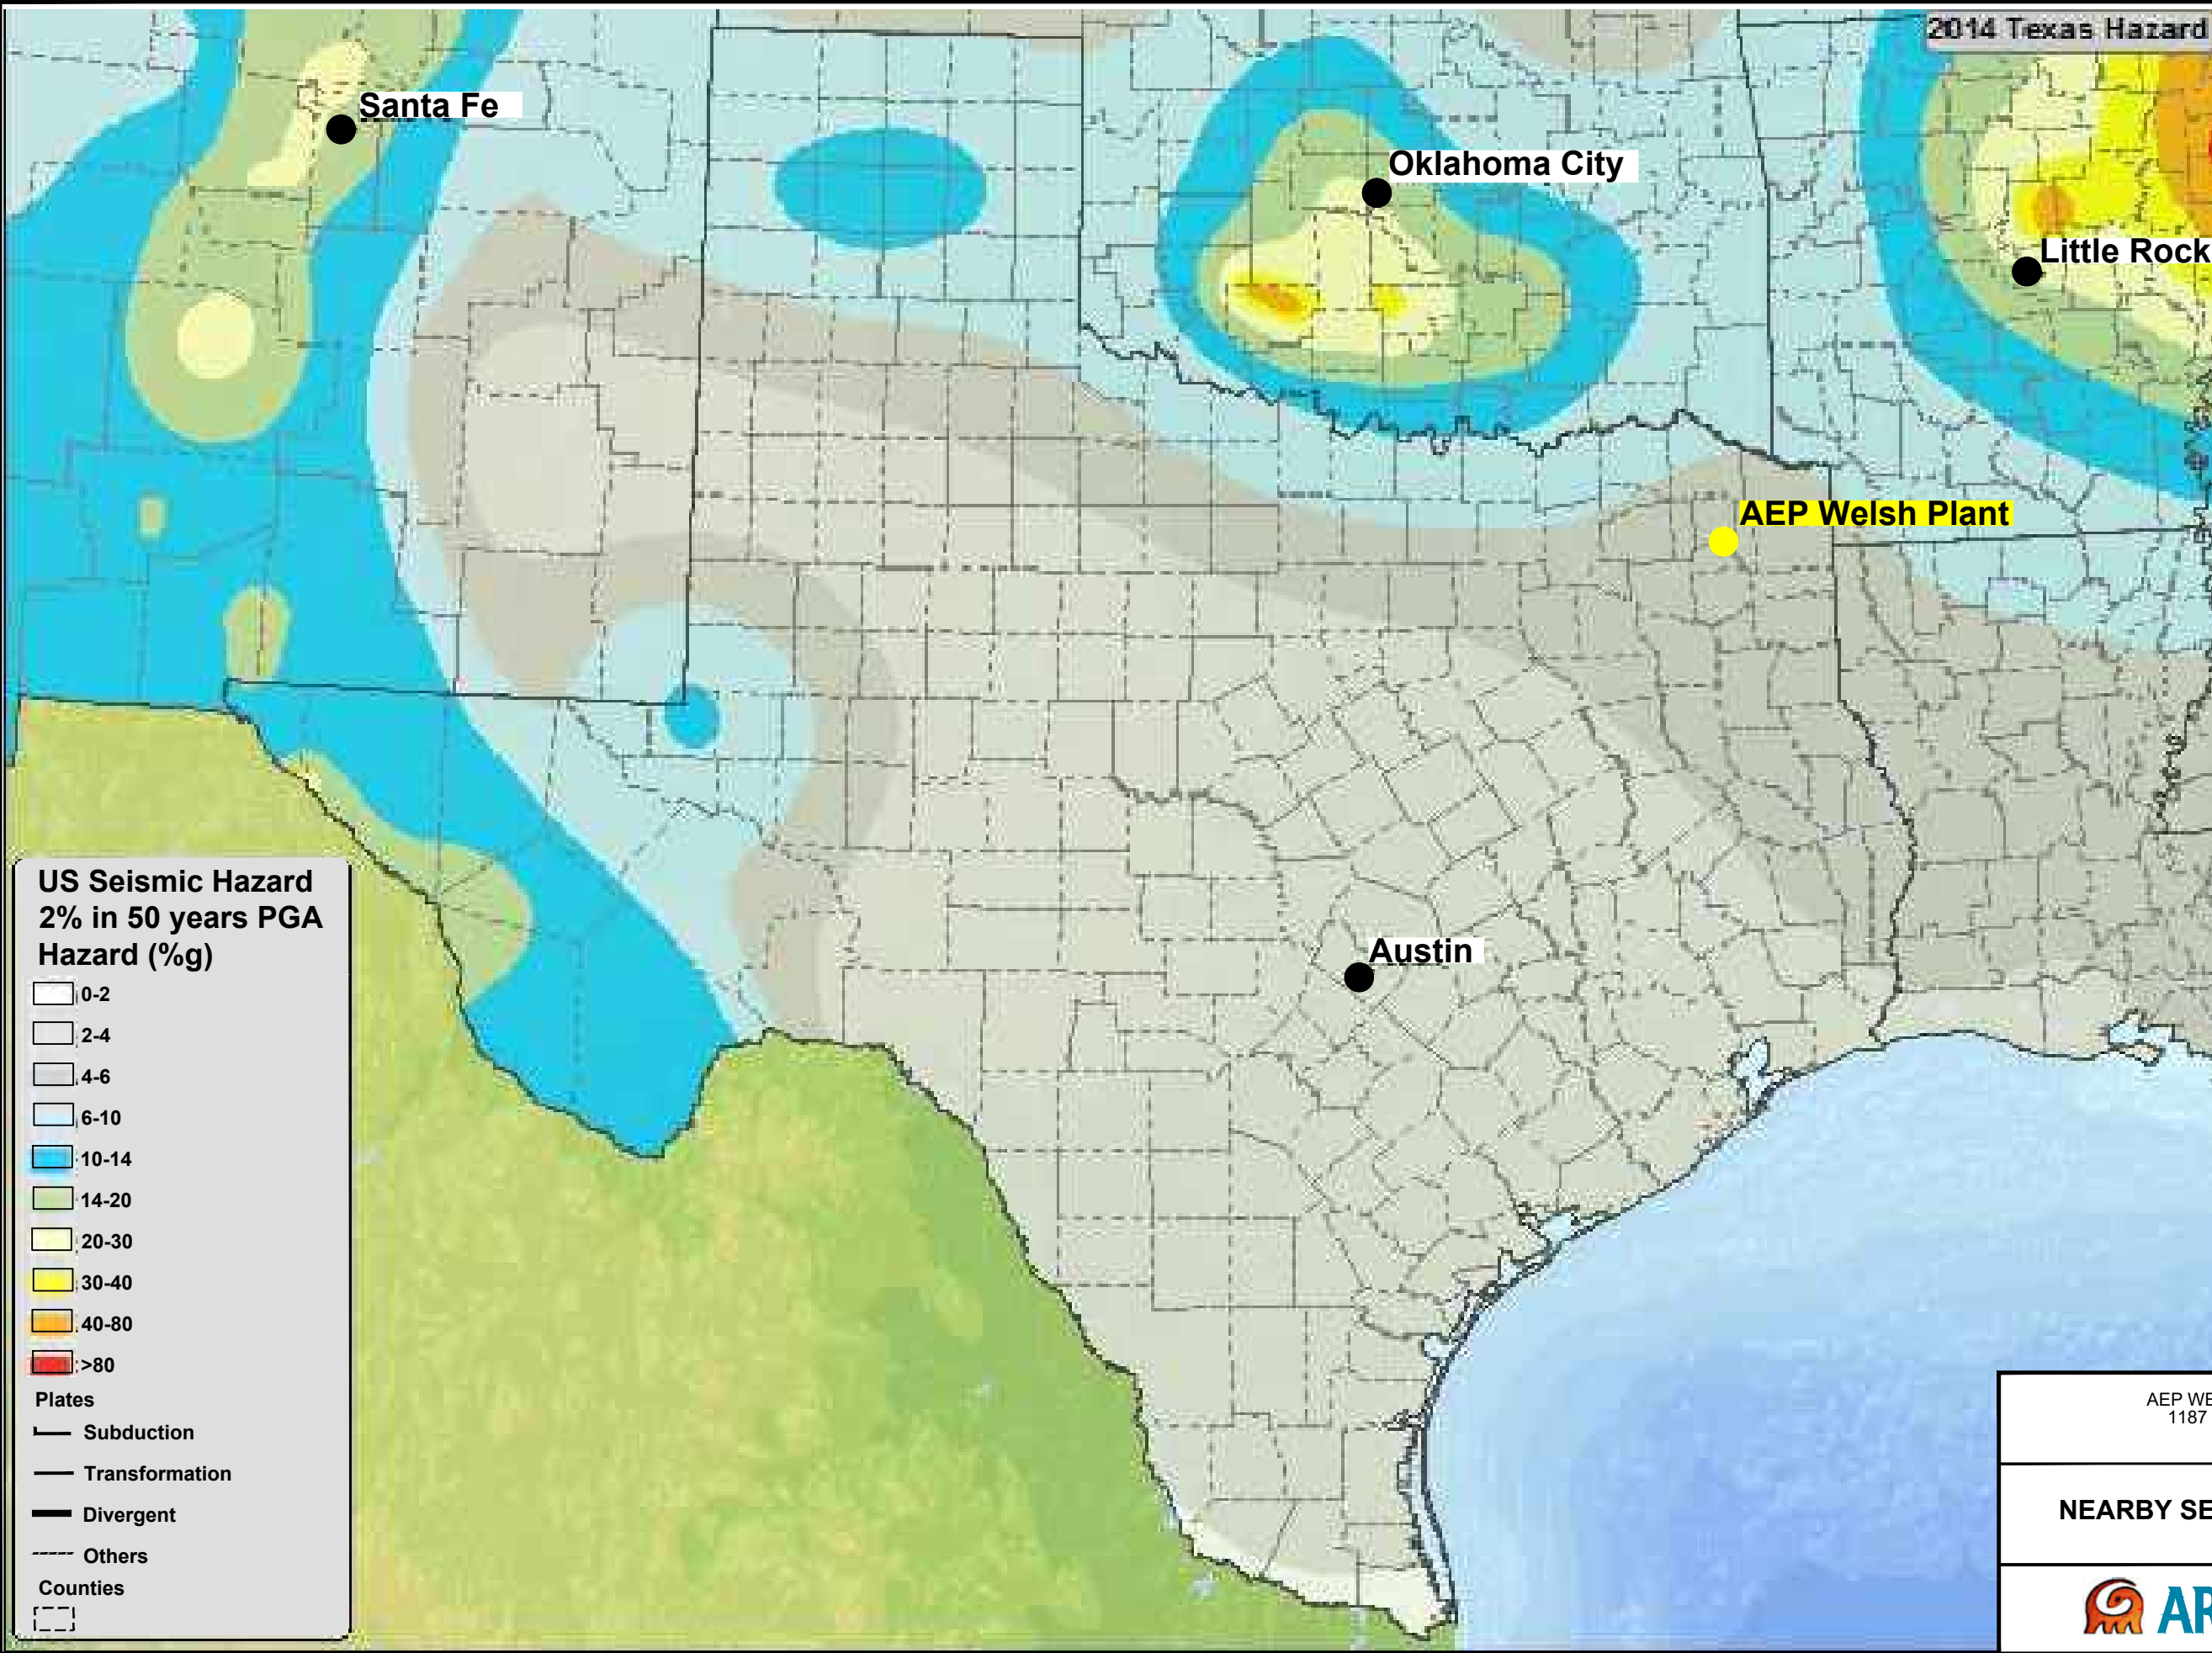 2014 Texas Hazard
Santa Fe
Oklahoma City
Little Rock
AEP Welsh Plant
Austin
US Seismic Hazard
2% in 50 years PGA
Hazard (%g)
0-2
2-4
4-6
6-10
10-14
14-20
20-30
30-40
40-80
>80
Plates
Subduction
Transformation
Divergent
Others
Counties
AEP WE
1187
NEARBY SE
AR